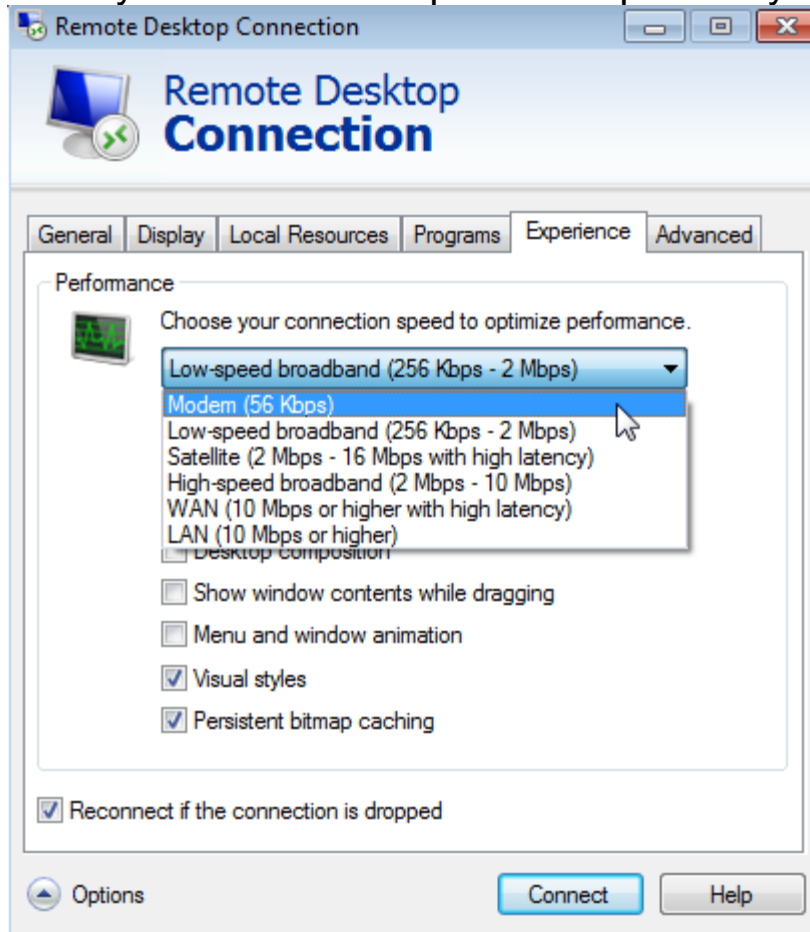 Remote Desktop Connection
Remote Desktop
Connection
General Display Local Resources Programs Experience Advanced
Performance
Choose your connection speed to optimize performance.
Low-speed broadband (256 Kbps - 2 Mbps)
Modem (56 Kbps)
Low-speed broadband (256 Kbps - 2 Mbps)
Satellite (2 Mbps - 16 Mbps with high latency)
High-speed broadband (2 Mbps - 10 Mbps)
WAN (10 Mbps or higher with high latency)
LAN (10 Mbps or higher)
Desktop composition
Show window contents while dragging
Menu and window animation
Visual styles
Persistent bitmap caching
Reconnect if the connection is dropped
Options Connect Help